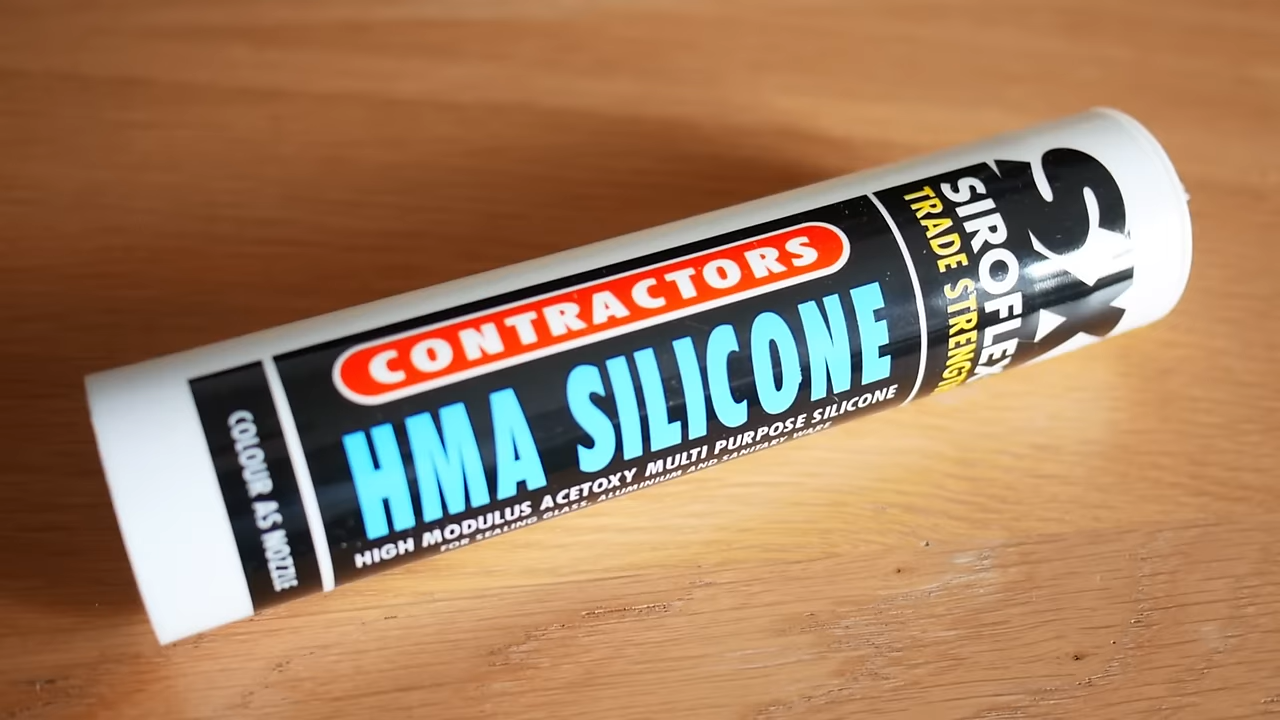 CONTRACTORS
HMA SILICONE
HIGH MODULUS ACETOXY MULTI PURPOSE SILICONE
FOR SEALING GLASS, ALUMINIUM AND SANITARY WARE
COLOUR AS NOZZLE
SX
SIROFLEX
TRADE STRENGTH